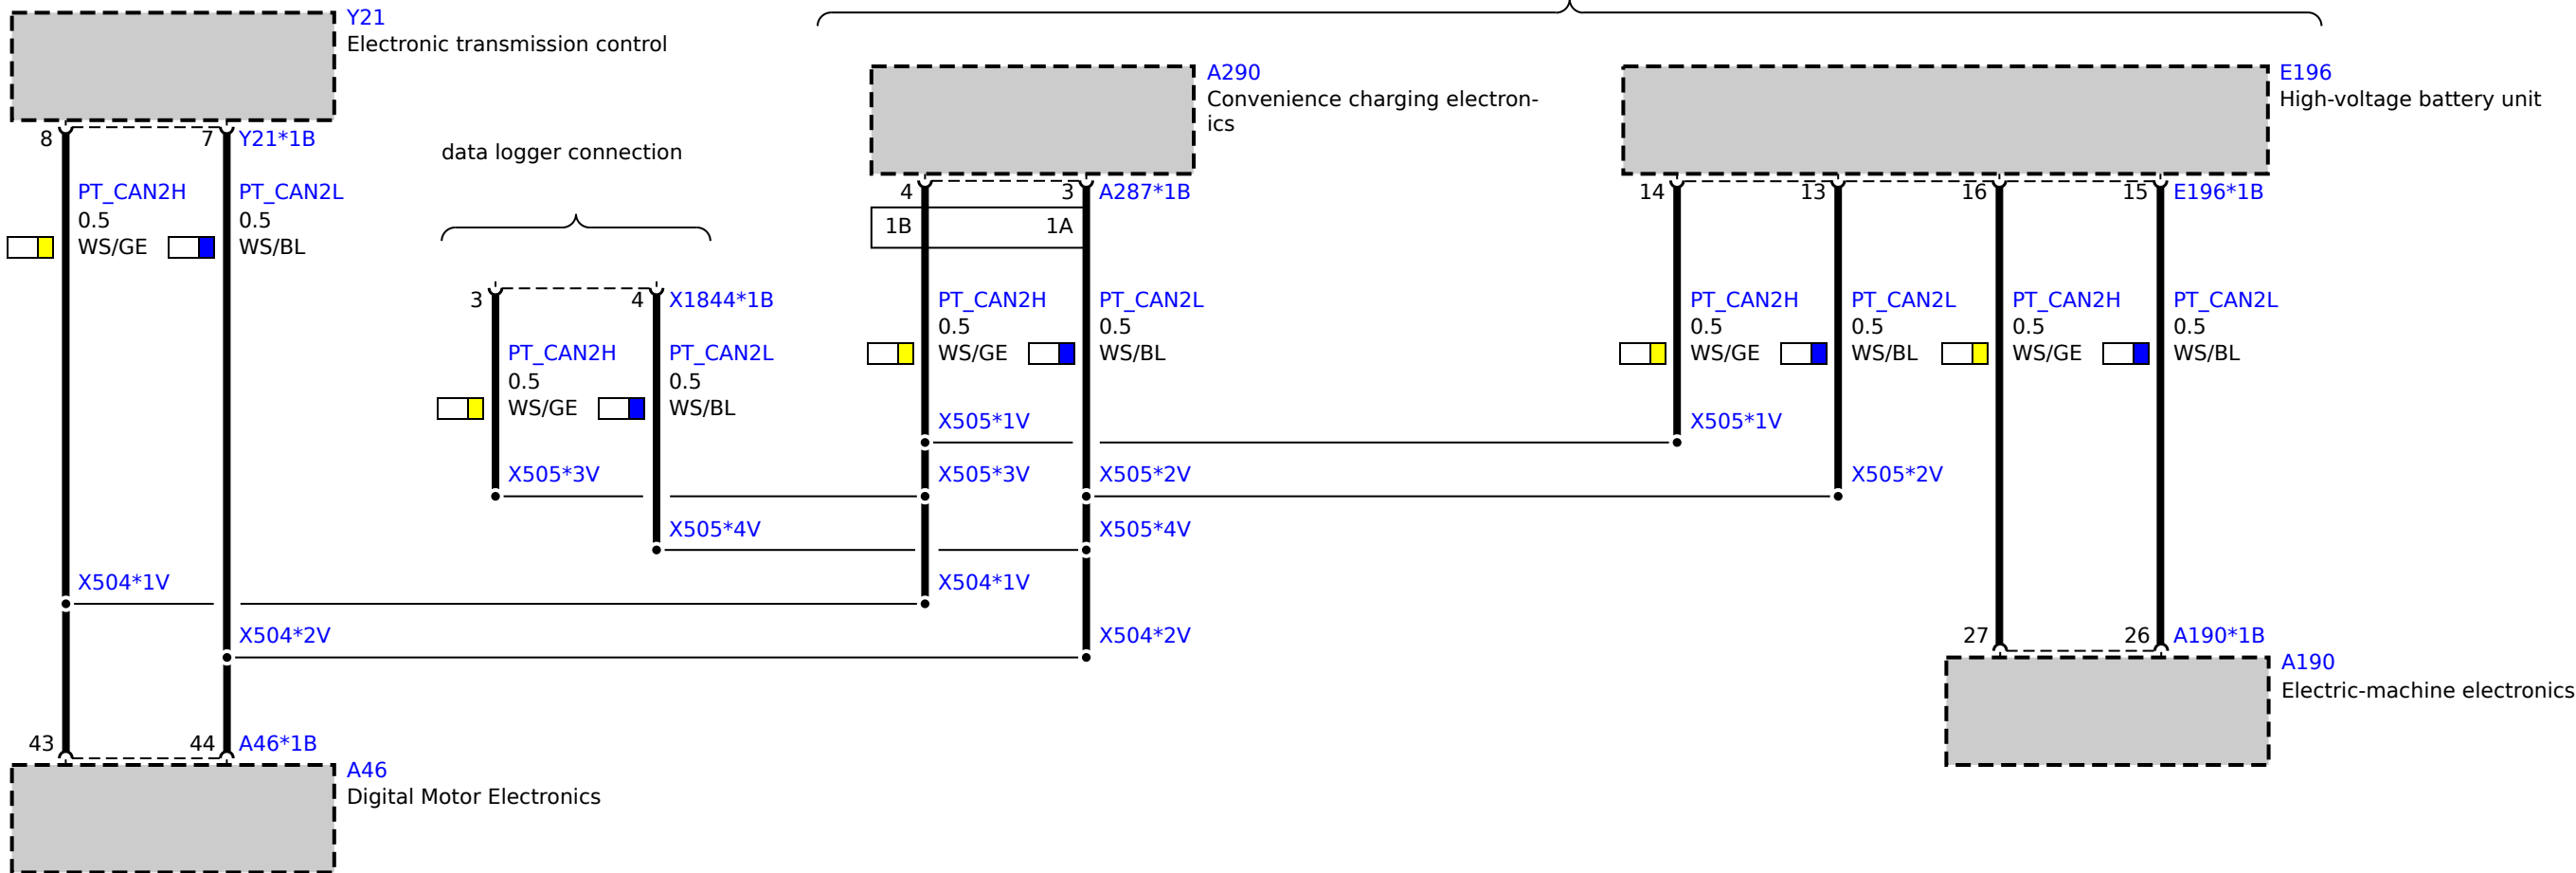 Y21
Electronic transmission control
A290
Convenience charging electron-
ics
E196
High-voltage battery unit
8 7 Y21*1B
data logger connection
PT_CAN2H PT_CAN2L
0.5 0.5
WS/GE WS/BL
4 3 A287*1B
1B 1A
14 13 16 15 E196*1B
3 4 X1844*1B
PT_CAN2H PT_CAN2L
0.5 0.5
WS/GE WS/BL
PT_CAN2H PT_CAN2L PT_CAN2H PT_CAN2L PT_CAN2H PT_CAN2L
0.5 0.5 0.5 0.5 0.5 0.5
WS/GE WS/BL WS/GE WS/BL WS/GE WS/BL
X505*1V X505*1V
X505*3V X505*3V X505*2V X505*2V
X505*4V X505*4V
X504*1V X504*1V
X504*2V X504*2V
27 26 A190*1B
A190
Electric-machine electronics
43 44 A46*1B
A46
Digital Motor Electronics